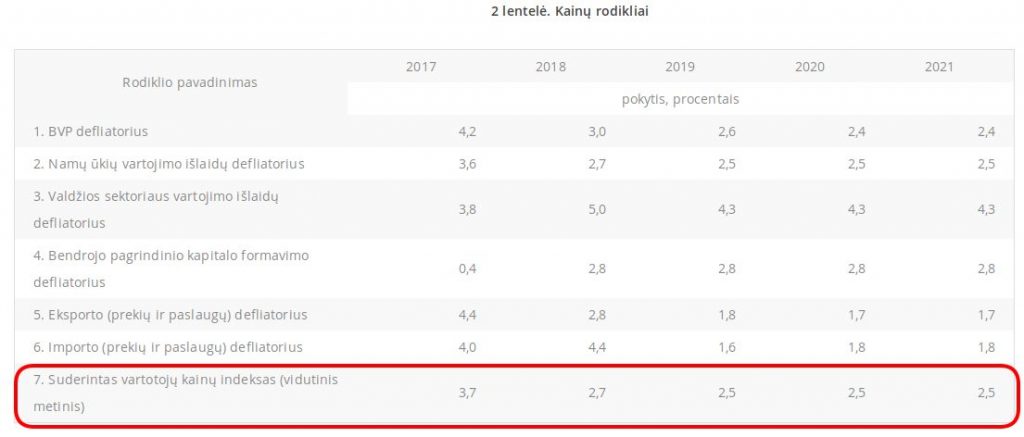 2 lentelė. Kainų rodikliai
Rodiklio pavadinimas 2017 2018 2019 2020 2021
pokytis, procentais
1. BVP defliatorius 4,2 3,0 2,6 2,4 2,4
2. Namų ūkių vartojimo išlaidų defliatorius 3,6 2,7 2,5 2,5 2,5
3. Valdžios sektoriaus vartojimo išlaidų
defliatorius 3,8 5,0 4,3 4,3 4,3
4. Bendrojo pagrindinio kapitalo formavimo
defliatorius 0,4 2,8 2,8 2,8 2,8
5. Eksporto (prekių ir paslaugų) defliatorius 4,4 2,8 1,8 1,7 1,7
6. Importo (prekių ir paslaugų) defliatorius 4,0 4,4 1,6 1,8 1,8
7. Suderintas vartotojų kainų indeksas (vidutinis
metinis) 3,7 2,7 2,5 2,5 2,5